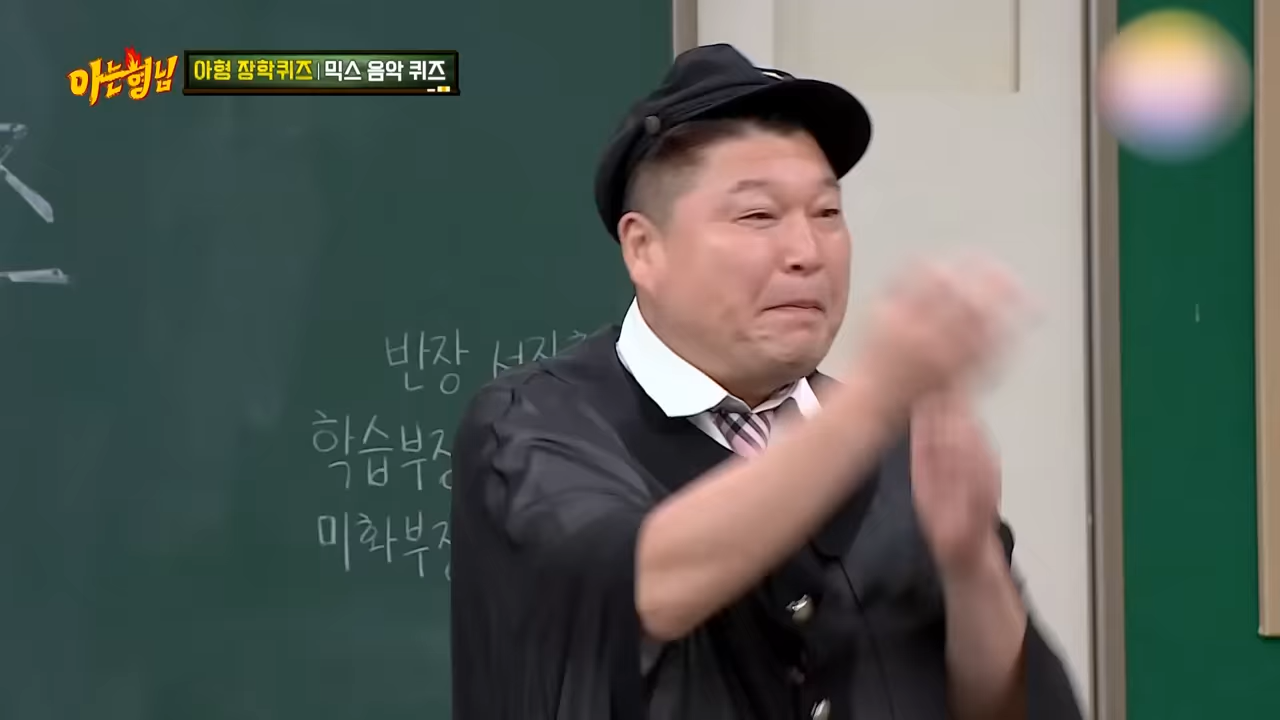 아는형님
아형 장학퀴즈 | 믹스 음악 퀴즈
반장
학습부장
미화부장